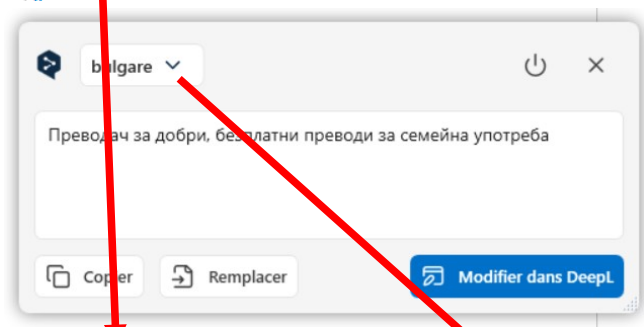 bulgare
Преводач за добри, безплатни преводи за семейна употреба
Copier Remplacer Modifier dans DeepL